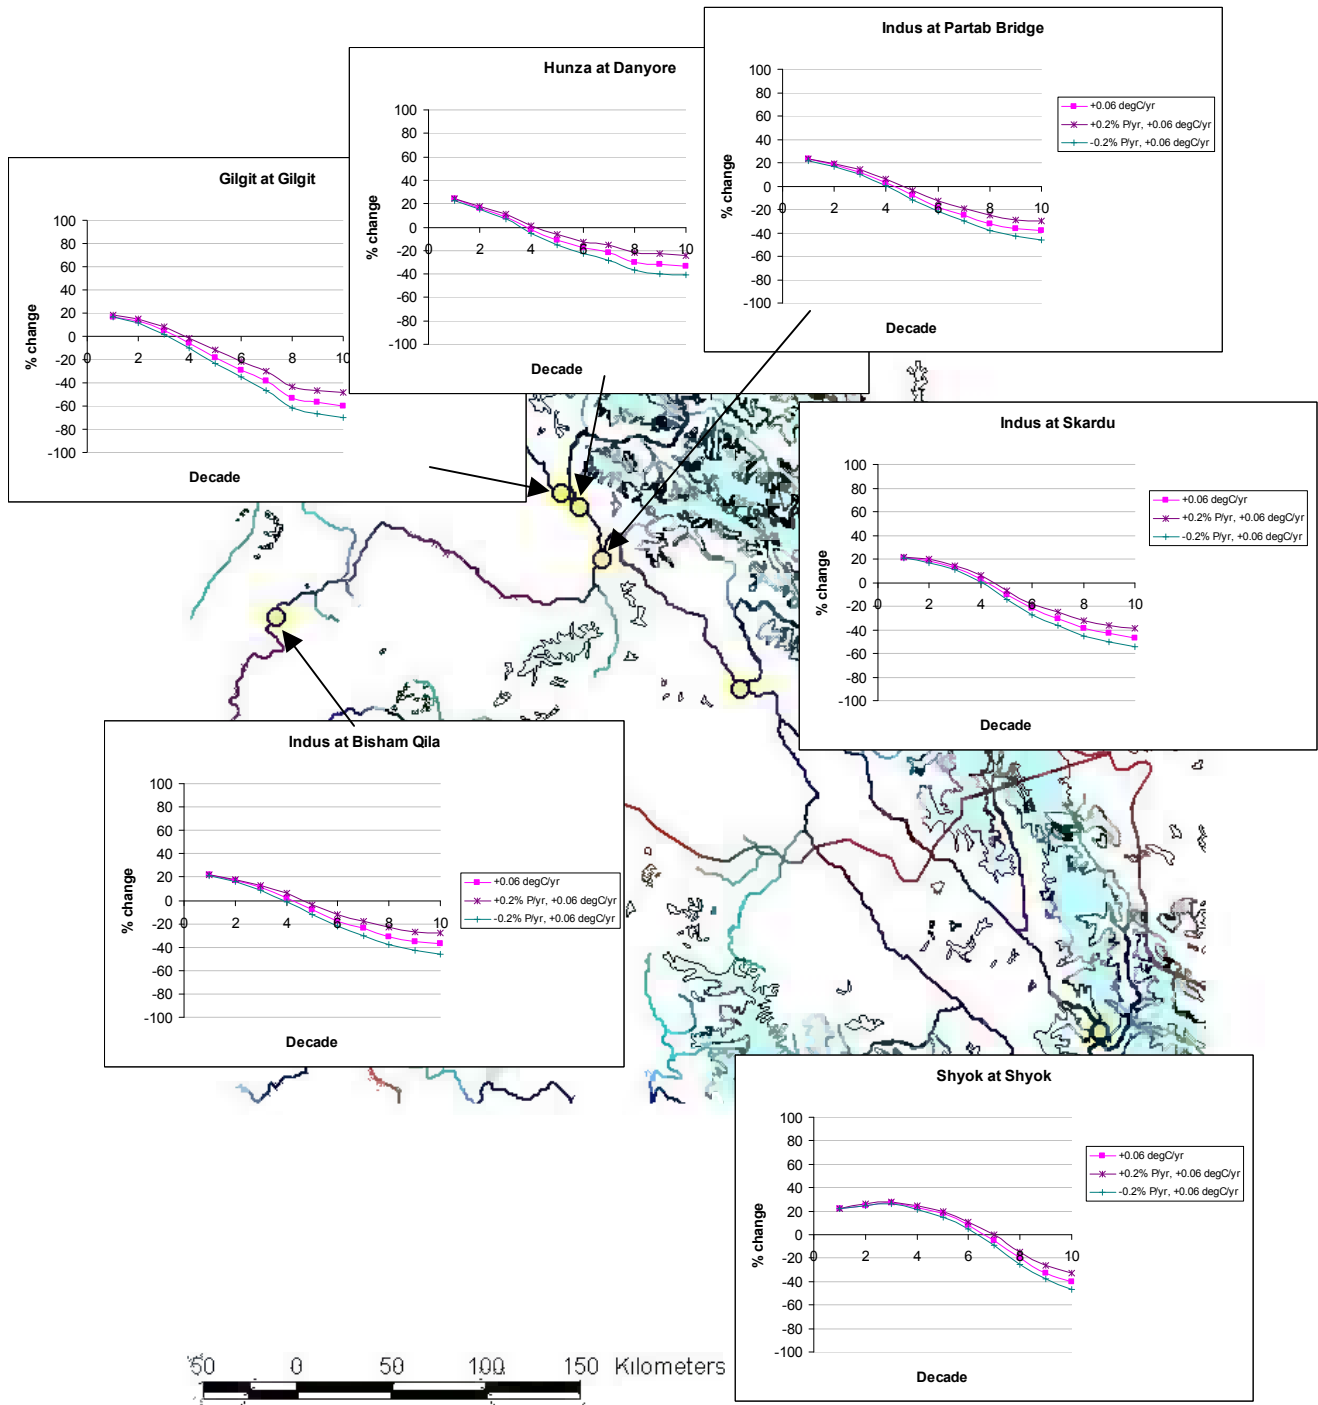 Indus at Partab Bridge
100
80
60
40
20
0
-20
-40
-60
-80
-100
0 2 4 6 8 10
% change
Decade
+0.06 degC/yr
+0.2% P/yr, +0.06 degC/yr
-0.2% P/yr, +0.06 degC/yr
Hunza at Danyore
100
80
60
40
20
0
-20
-40
-60
-80
-100
0 2 4 6 8 10
% change
Decade
Gilgit at Gilgit
100
80
60
40
20
0
-20
-40
-60
-80
-100
0 2 4 6 8 10
% change
Decade
Indus at Skardu
100
80
60
40
20
0
-20
-40
-60
-80
-100
0 2 4 6 8 10
% change
Decade
+0.06 degC/yr
+0.2% P/yr, +0.06 degC/yr
-0.2% P/yr, +0.06 degC/yr
Indus at Bisham Qila
100
80
60
40
20
0
-20
-40
-60
-80
-100
0 2 4 6 8 10
% change
Decade
+0.06 degC/yr
+0.2% P/yr, +0.06 degC/yr
-0.2% P/yr, +0.06 degC/yr
Shyok at Shyok
100
80
60
40
20
0
-20
-40
-60
-80
-100
0 2 4 6 8 10
% change
Decade
+0.06 degC/yr
+0.2% P/yr, +0.06 degC/yr
-0.2% P/yr, +0.06 degC/yr
50 0 50 100 150 Kilometers